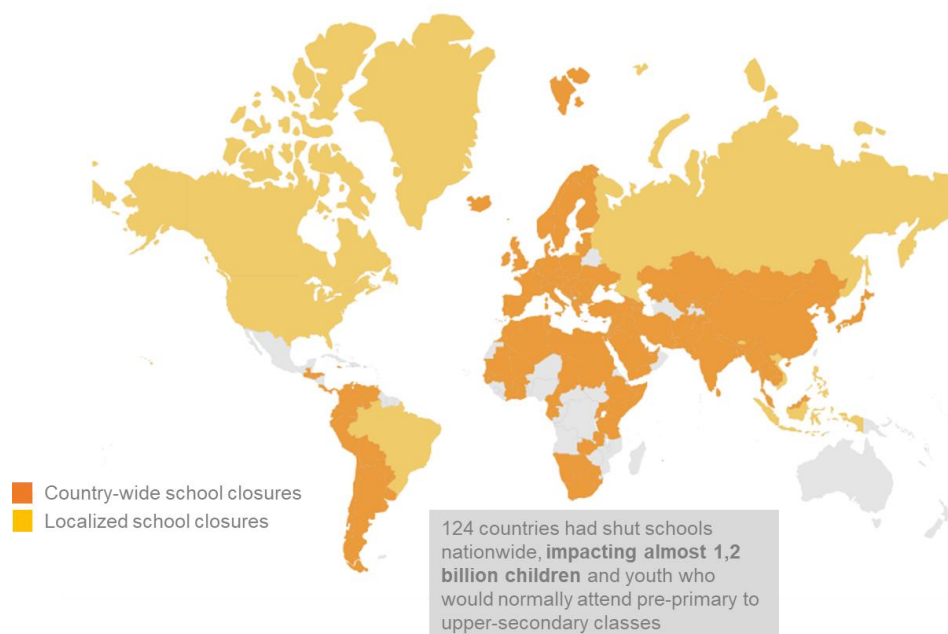 Country-wide school closures
Localized school closures
124 countries had shut schools
nationwide, impacting almost 1,2
billion children and youth who
would normally attend pre-primary to
upper-secondary classes